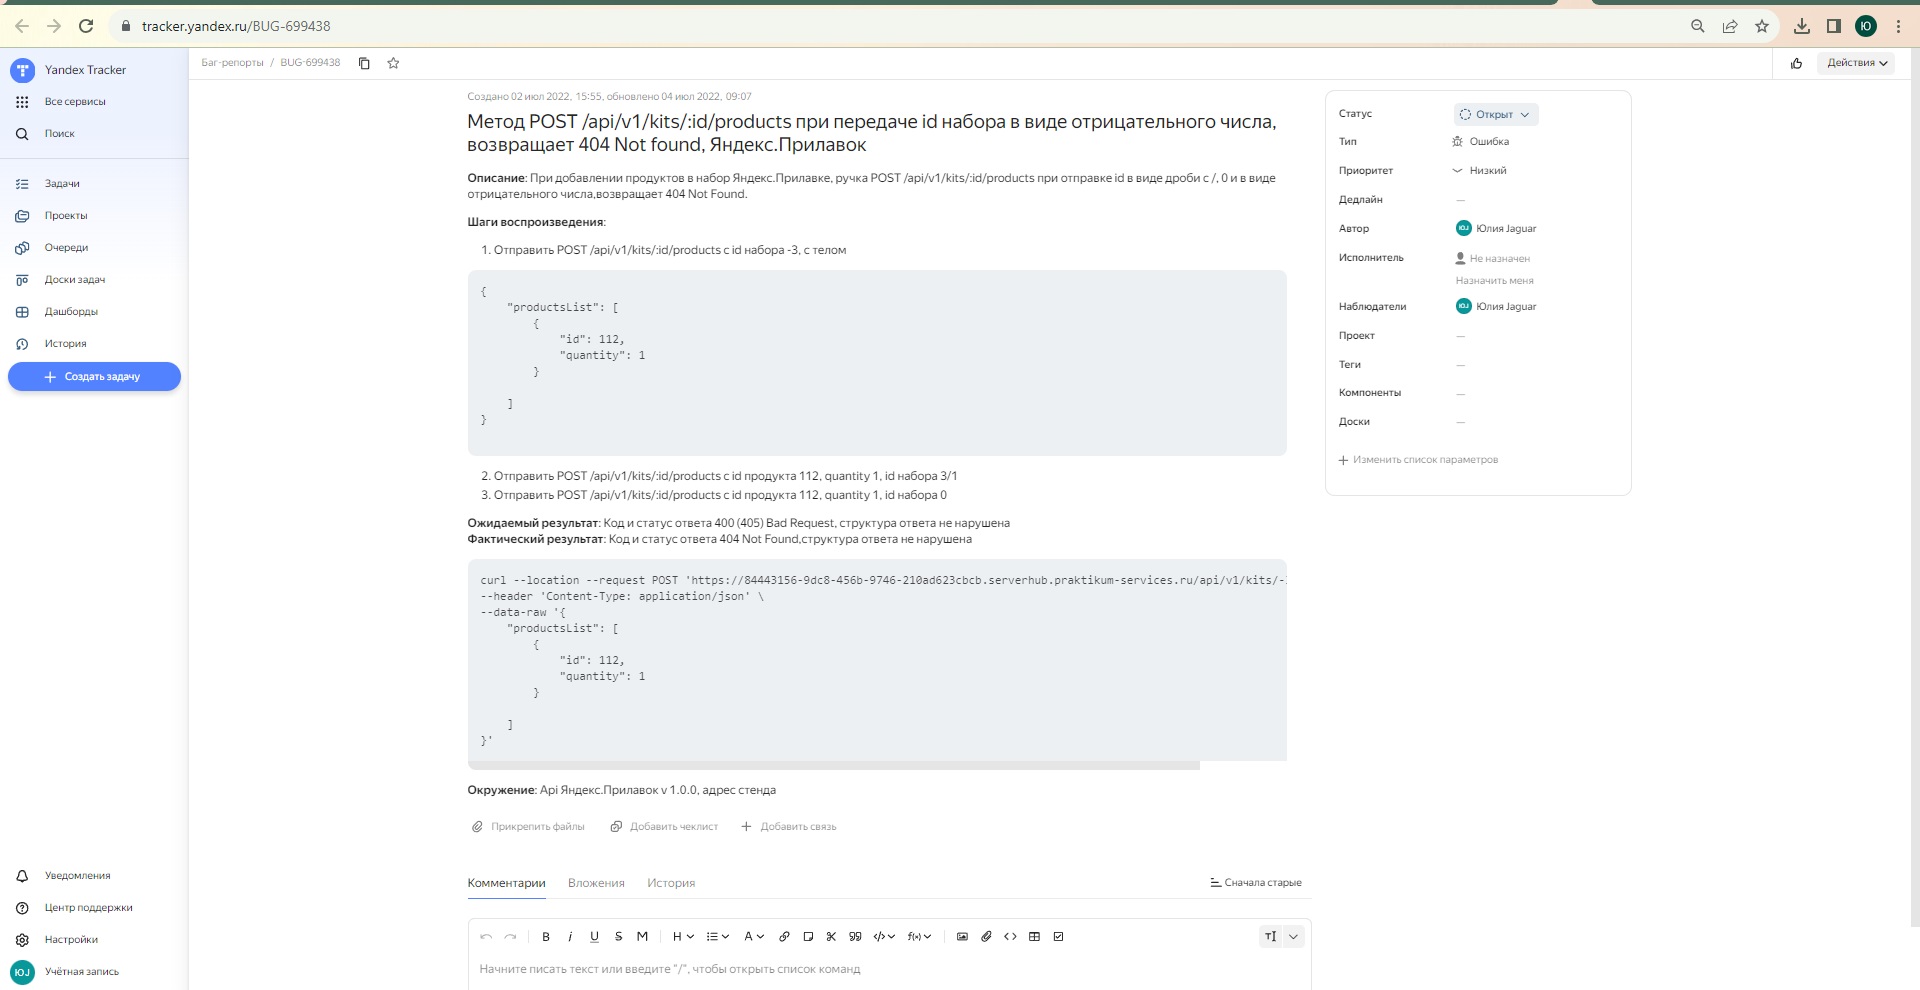 tracker.yandex.ru/BUG-699438
Ю
Yandex Tracker
Все сервисы
Поиск
Задачи
Проекты
Очереди
Доски задач
Дашборды
История
Создать задачу
Уведомления
Центр поддержки
Настройки
ЮJ Учётная запись
Баг-репорты / BUG-699438
Действия
Создано 02 июл 2022, 15:55, обновлено 04 июл 2022, 09:07
Метод POST /api/v1/kits/:id/products при передаче id набора в виде отрицательного числа,
возвращает 404 Not found, Яндекс.Прилавок
Описание: При добавлении продуктов в набор Яндекс.Прилавке, ручка POST /api/v1/kits/:id/products при отправке id в виде дроби с /, 0 и в виде
отрицательного числа,возвращает 404 Not Found.
Шаги воспроизведения:
1. Отправить POST /api/v1/kits/:id/products с id набора -3, с телом
{
"productsList": [
{
"id": 112,
"quantity": 1
}
]
}
2. Отправить POST /api/v1/kits/:id/products с id продукта 112, quantity 1, id набора 3/1
3. Отправить POST /api/v1/kits/:id/products с id продукта 112, quantity 1, id набора 0
Ожидаемый результат: Код и статус ответа 400 (405) Bad Request, структура ответа не нарушена
Фактический результат: Код и статус ответа 404 Not Found,структура ответа не нарушена
curl --location --request POST 'https://84443156-9dc8-456b-9746-210ad623cbcb.serverhub.praktikum-services.ru/api/v1/kits/-
--header 'Content-Type: application/json' \
--data-raw '{
"productsList": [
{
"id": 112,
"quantity": 1
}
]
}'
Окружение: Api Яндекс.Прилавок v 1.0.0, адрес стенда
Прикрепить файлы Добавить чеклист Добавить связь
Комментарии Вложения История Сначала старые
B i U S M H A
Начните писать текст или введите "/", чтобы открыть список команд
Статус Открыт
Тип Ошибка
Приоритет Низкий
Дедлайн —
Автор ЮJ Юлия Jaguar
Исполнитель Не назначен
Назначить меня
Наблюдатели ЮJ Юлия Jaguar
Проект —
Теги —
Компоненты —
Доски —
Изменить список параметров